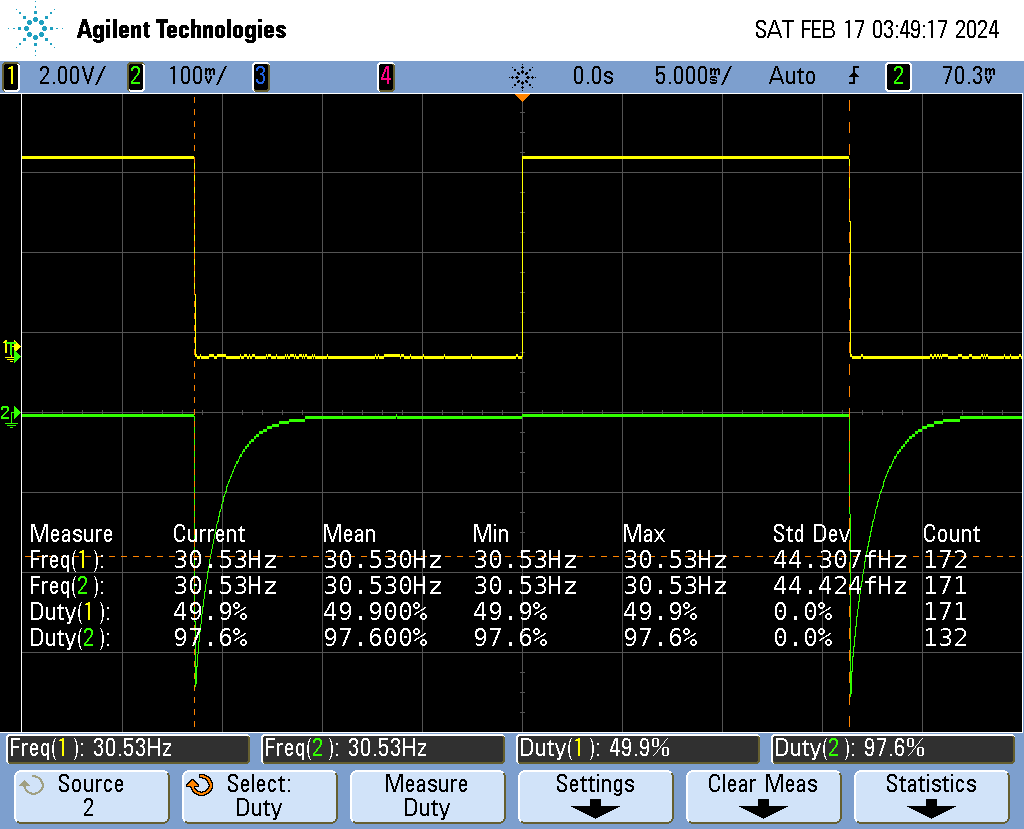 Agilent Technologies
SAT FEB 17 03:49:17 2024
1 2.00V/ 2 100mV/ 3 4 0.0s 5.000ms/ Auto 2 70.3mV
1
2
Measure Current Mean Min Max Std Dev Count
Freq(1): 30.53Hz 30.530Hz 30.53Hz 30.53Hz 44.307fHz 172
Freq(2): 30.53Hz 30.530Hz 30.53Hz 30.53Hz 44.424fHz 171
Duty(1): 49.9% 49.900% 49.9% 49.9% 0.0% 171
Duty(2): 97.6% 97.600% 97.6% 97.6% 0.0% 132
Freq(1): 30.53Hz Freq(2): 30.53Hz Duty(1): 49.9% Duty(2): 97.6%
Source Select: Measure Settings Clear Meas Statistics
2 Duty Duty